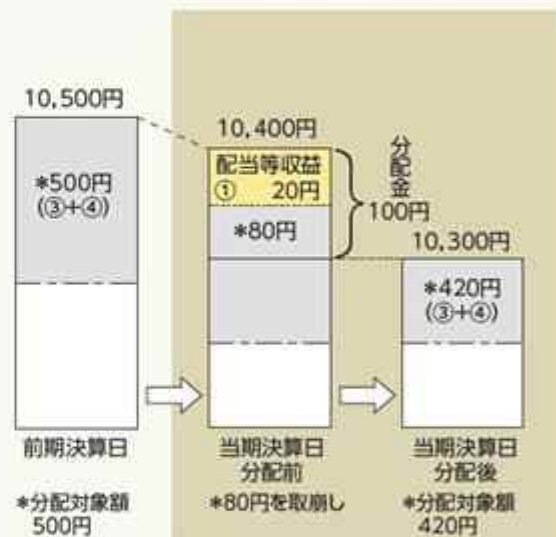 10,500円
*500円
(③+④)
前期決算日
*分配対象額
500円
10,400円
配当等収益
① 20円
*80円
分配金
100円
当期決算日
分配前
*80円を取崩し
10,300円
*420円
(③+④)
当期決算日
分配後
*分配対象額
420円